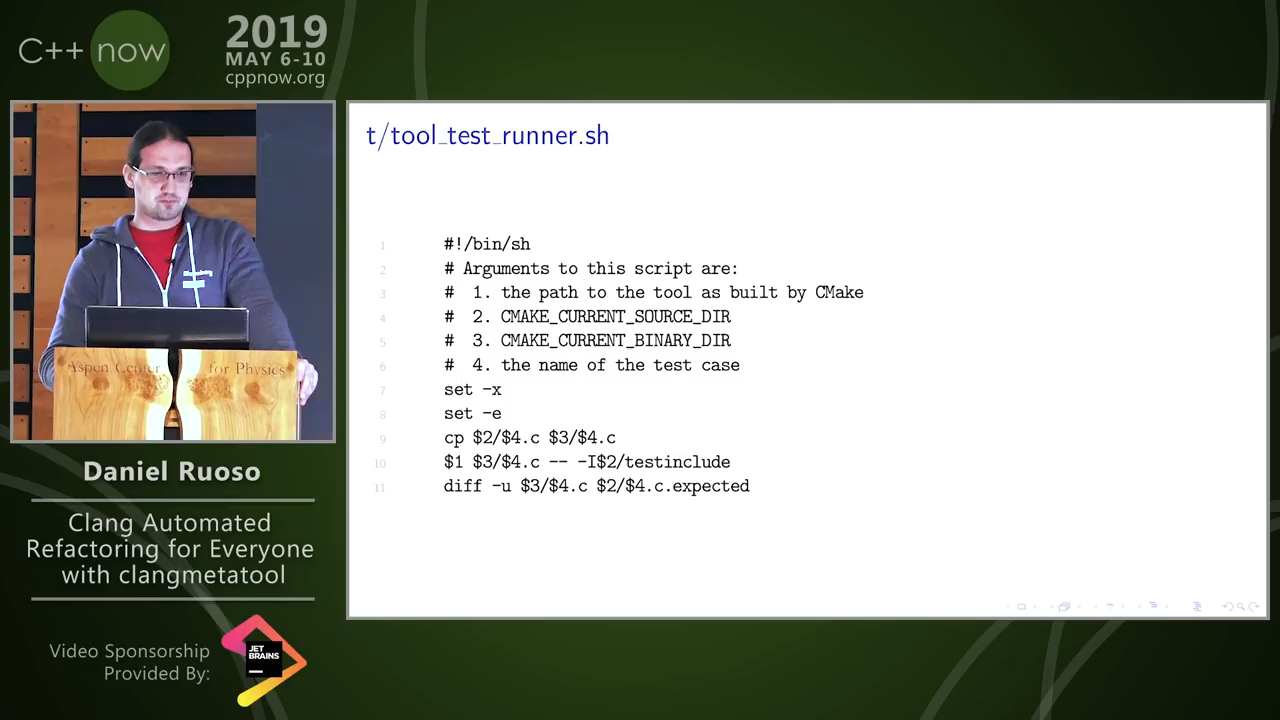 C++ now
2019
MAY 6-10
cppnow.org
t/tool_test_runner.sh
1 #!/bin/sh
2 # Arguments to this script are:
3 # 1. the path to the tool as built by CMake
4 # 2. CMAKE_CURRENT_SOURCE_DIR
5 # 3. CMAKE_CURRENT_BINARY_DIR
6 # 4. the name of the test case
7 set -x
8 set -e
9 cp $2/$4.c $3/$4.c
10 $1 $3/$4.c -- -I$2/testinclude
11 diff -u $3/$4.c $2/$4.c.expected
Aspen Center for Physics
Daniel Ruoso
Clang Automated
Refactoring for Everyone
with clangmetatool
Video Sponsorship
Provided By:
JET
BRAINS